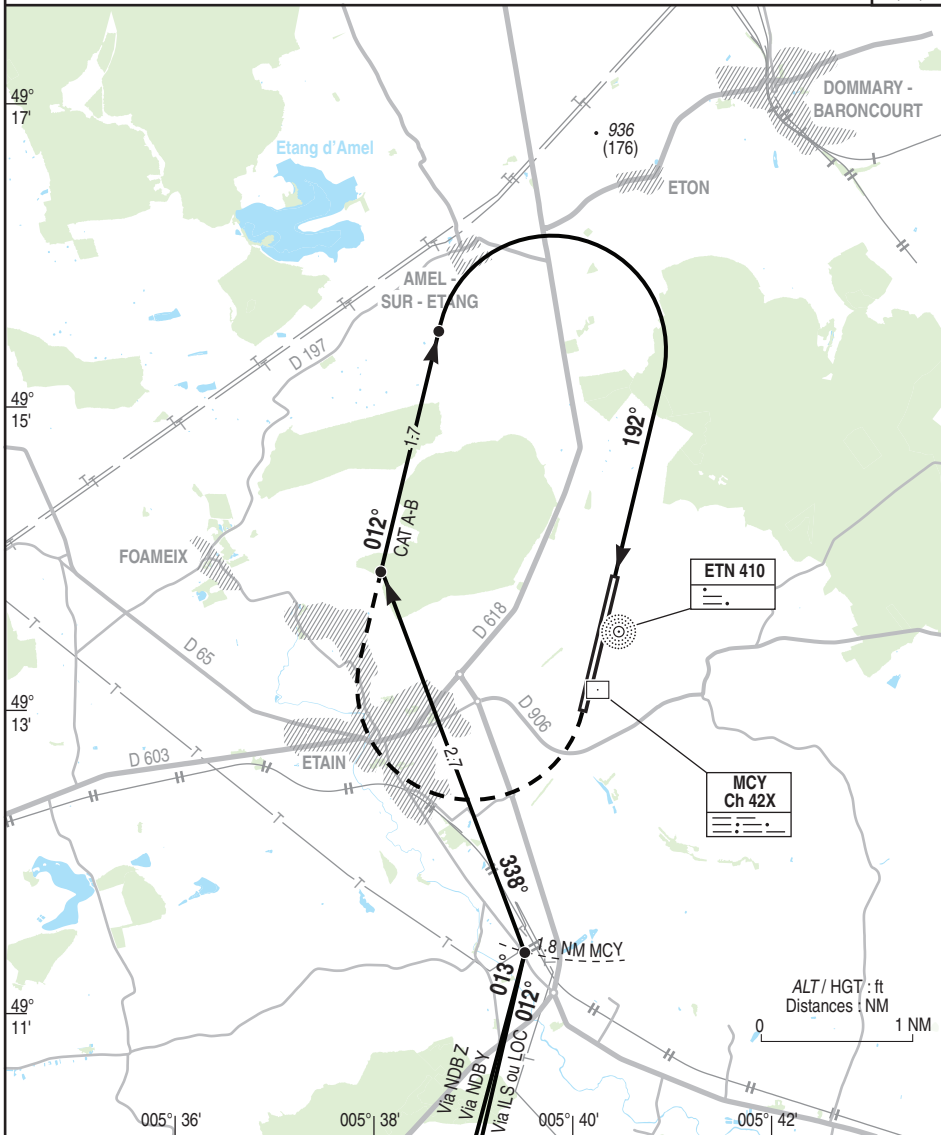 49°
17'
DOMMARY -
BARONCOURT
936
(176)
Etang d'Amel
ETON
AMEL -
SUR - ETANG
D 197
49°
15'
192°
1:7
012°
CAT A-B
FOAMEIX
ETN 410
D 618
D 65
49°
13'
D 906
D 603
ETAIN
2:7
MCY
Ch 42X
338°
1.8 NM MCY
013°
012°
ALT / HGT : ft
Distances : NM
49°
11'
0 1 NM
Via NDB Z
Via NDB Y
Via ILS ou LOC
005° 36' 005° 38' 005° 40' 005° 42'